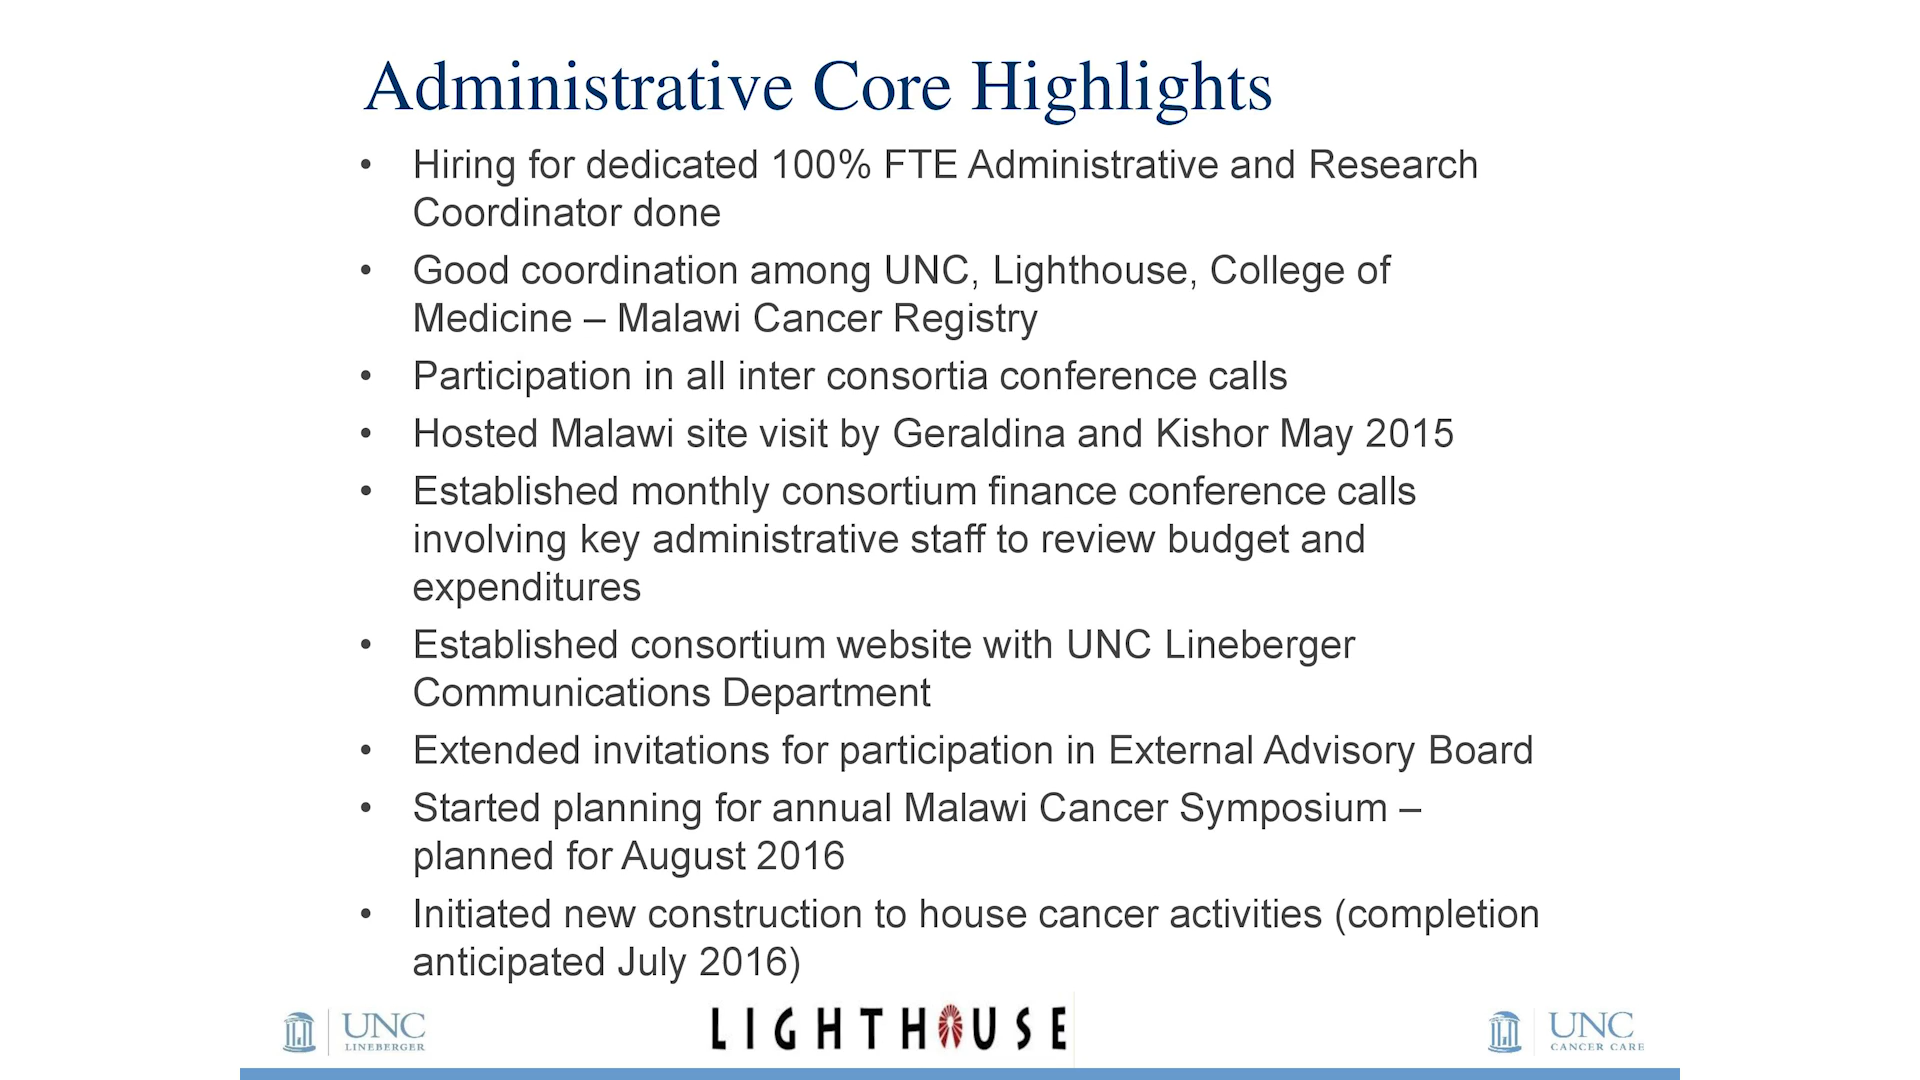 Administrative Core Highlights
• Hiring for dedicated 100% FTE Administrative and Research
Coordinator done
• Good coordination among UNC, Lighthouse, College of
Medicine – Malawi Cancer Registry
• Participation in all inter consortia conference calls
• Hosted Malawi site visit by Geraldina and Kishor May 2015
• Established monthly consortium finance conference calls
involving key administrative staff to review budget and
expenditures
• Established consortium website with UNC Lineberger
Communications Department
• Extended invitations for participation in External Advisory Board
• Started planning for annual Malawi Cancer Symposium –
planned for August 2016
• Initiated new construction to house cancer activities (completion
anticipated July 2016)
UNC
LINEBERGER
LIGHTHOUSE
UNC
CANCER CARE